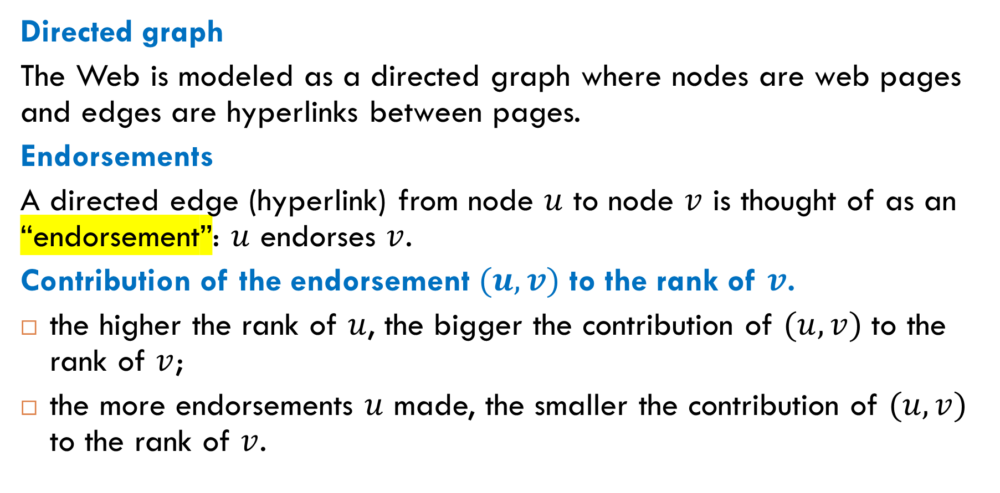 Directed graph
The Web is modeled as a directed graph where nodes are web pages
and edges are hyperlinks between pages.
Endorsements
A directed edge (hyperlink) from node 𝑢 to node 𝑣 is thought of as an
“endorsement”: 𝑢 endorses 𝑣.
Contribution of the endorsement (𝒖, 𝒗) to the rank of 𝒗.
□ the higher the rank of 𝑢, the bigger the contribution of (𝑢, 𝑣) to the
rank of 𝑣;
□ the more endorsements 𝑢 made, the smaller the contribution of (𝑢, 𝑣)
to the rank of 𝑣.